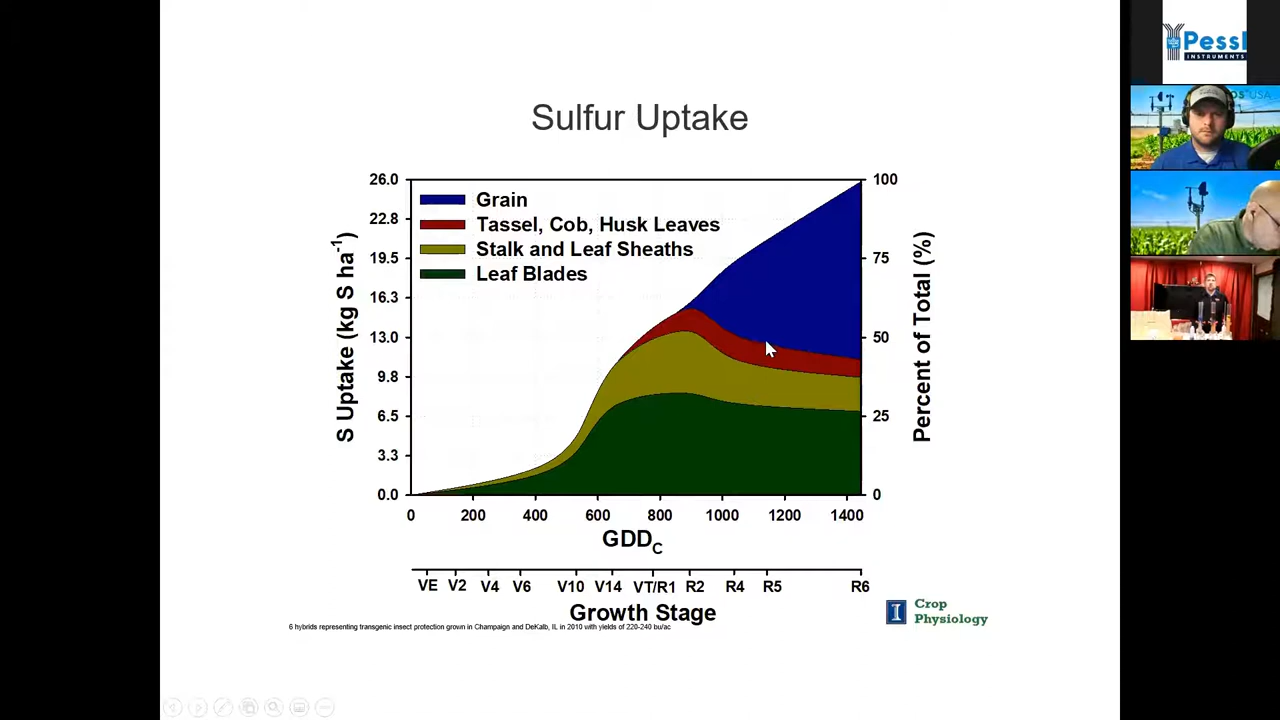 Sulfur Uptake
Grain
Tassel, Cob, Husk Leaves
Stalk and Leaf Sheaths
Leaf Blades
S Uptake (kg S ha-1)
26.0
22.8
19.5
16.3
13.0
9.8
6.5
3.3
0.0
100
75
50
25
0
Percent of Total (%)
0 200 400 600 800 1000 1200 1400
GDDC
VE V2 V4 V6 V10 V14 VT/R1 R2 R4 R5 R6
Growth Stage
6 hybrids representing transgenic insect protection grown in Champaign and DeKalb, IL in 2010 with yields of 220-240 bu/ac
I
Crop
Physiology
Pessl
INSTRUMENTS
USA